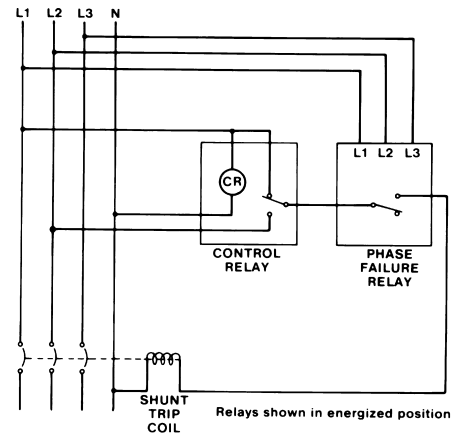 L1 L2 L3 N
L1 L2 L3
CR
CONTROL
RELAY
PHASE
FAILURE
RELAY
SHUNT
TRIP
COIL
Relays shown in energized position